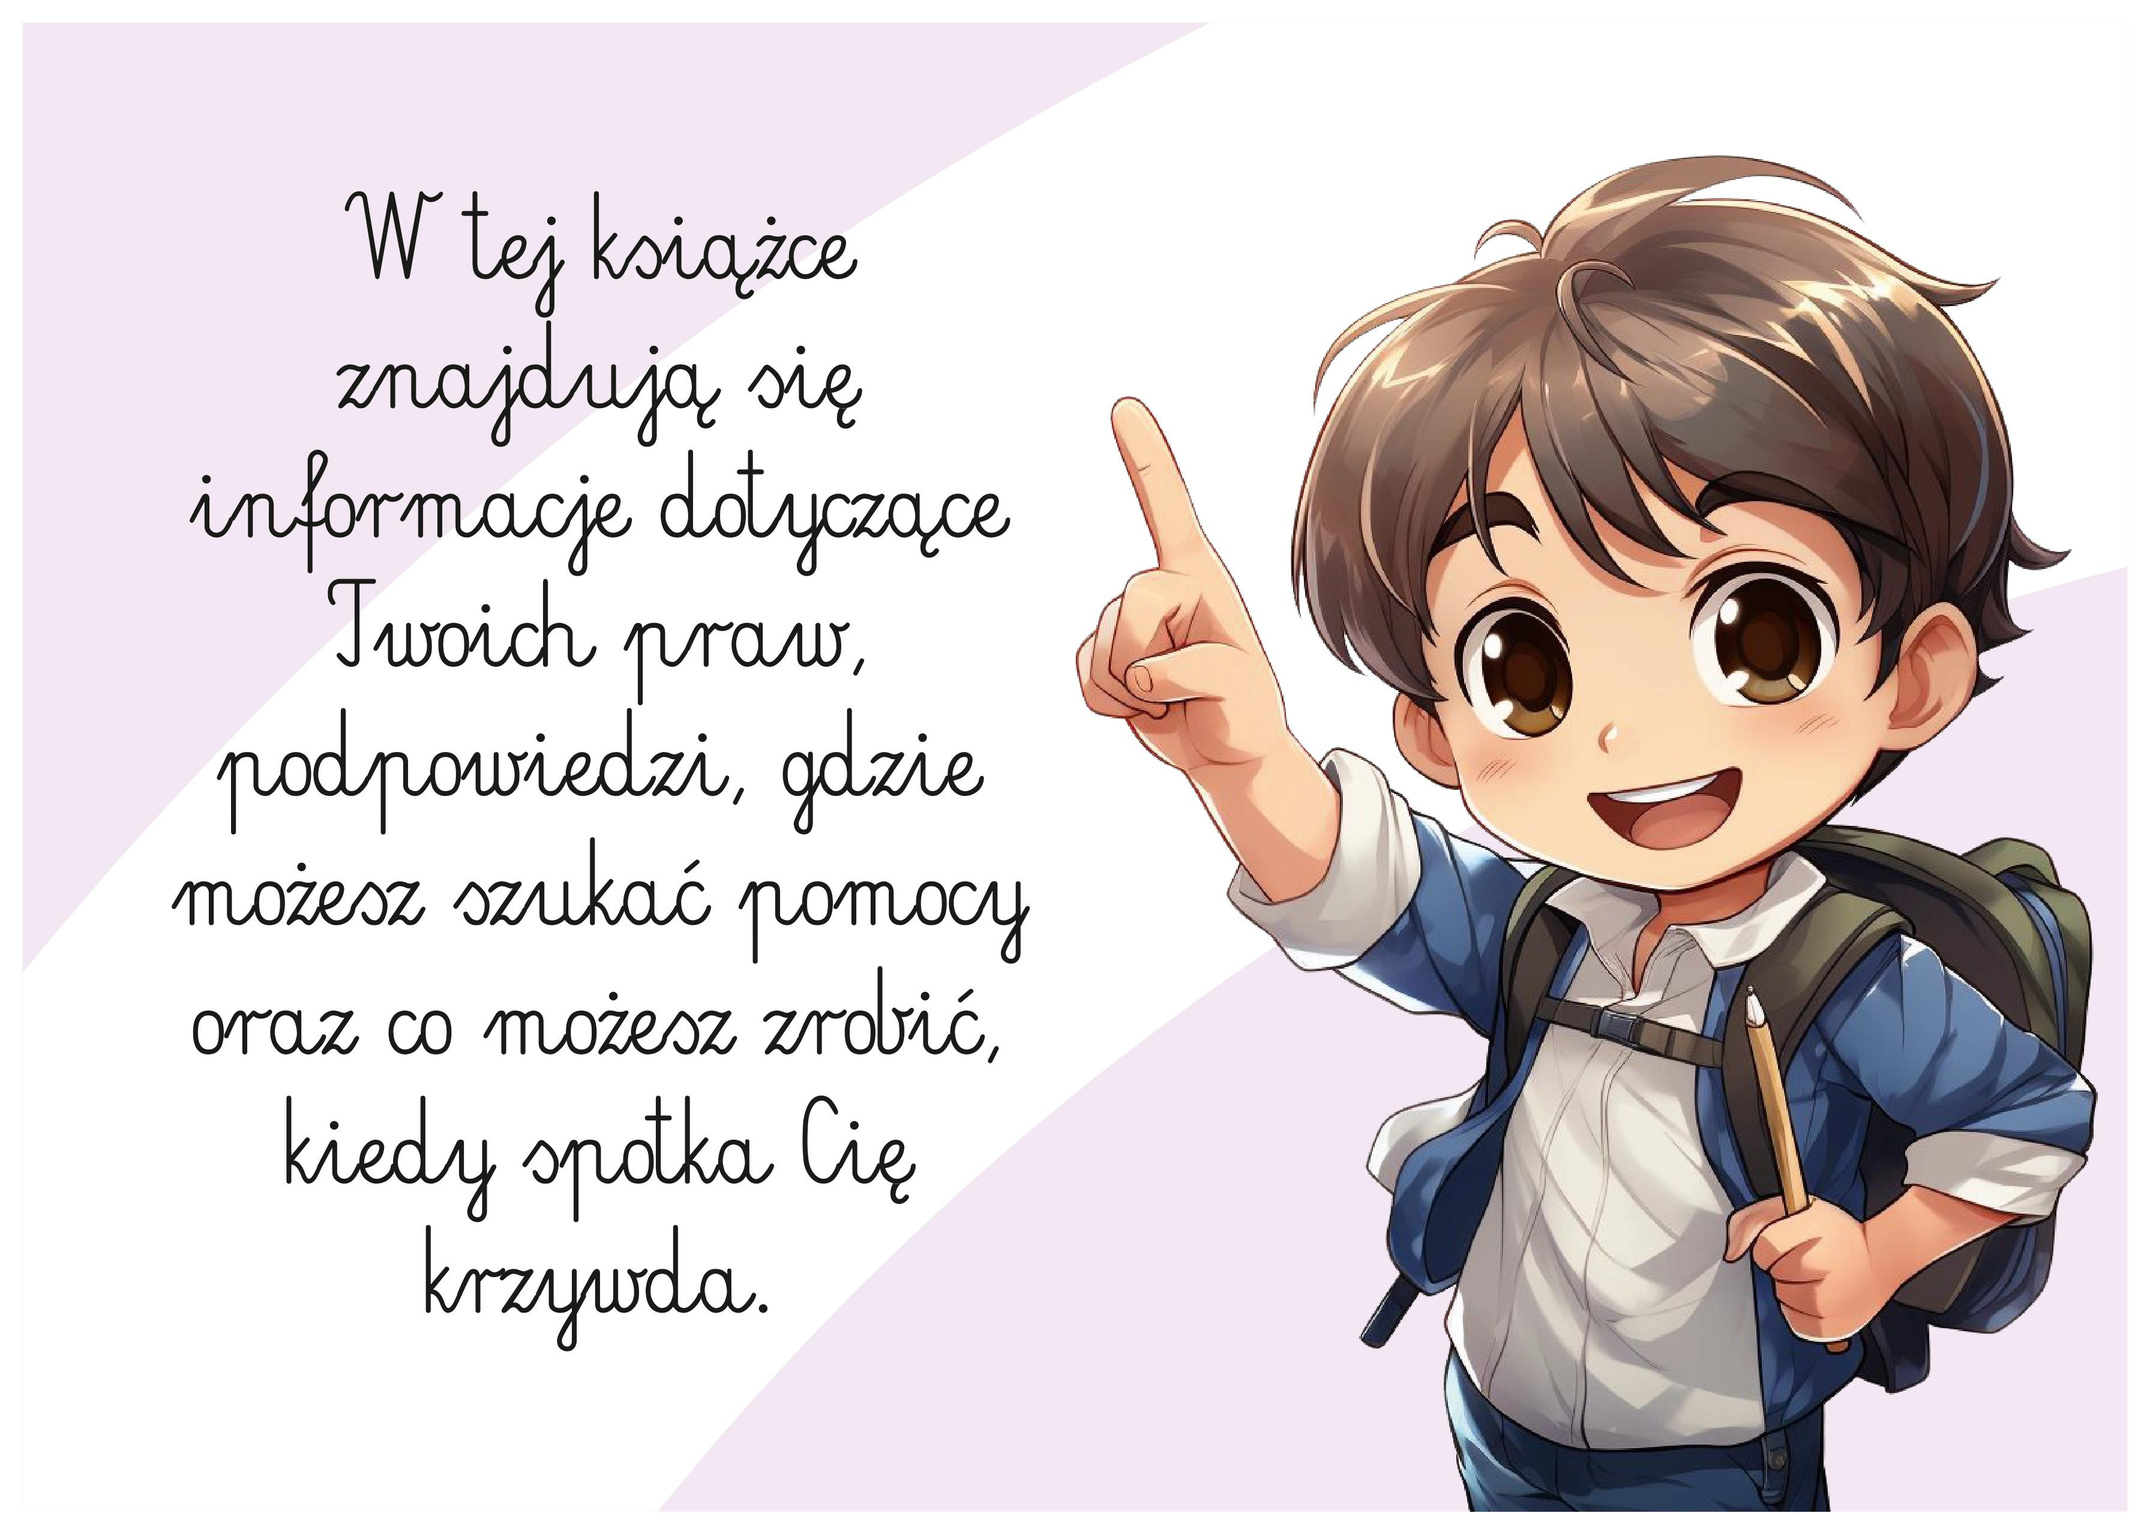 W tej książce
znajdują się
informacje dotyczące
Twoich praw,
podpowiedzi, gdzie
możesz szukać pomocy
oraz co możesz zrobić,
kiedy spotka Cię
krzywda.